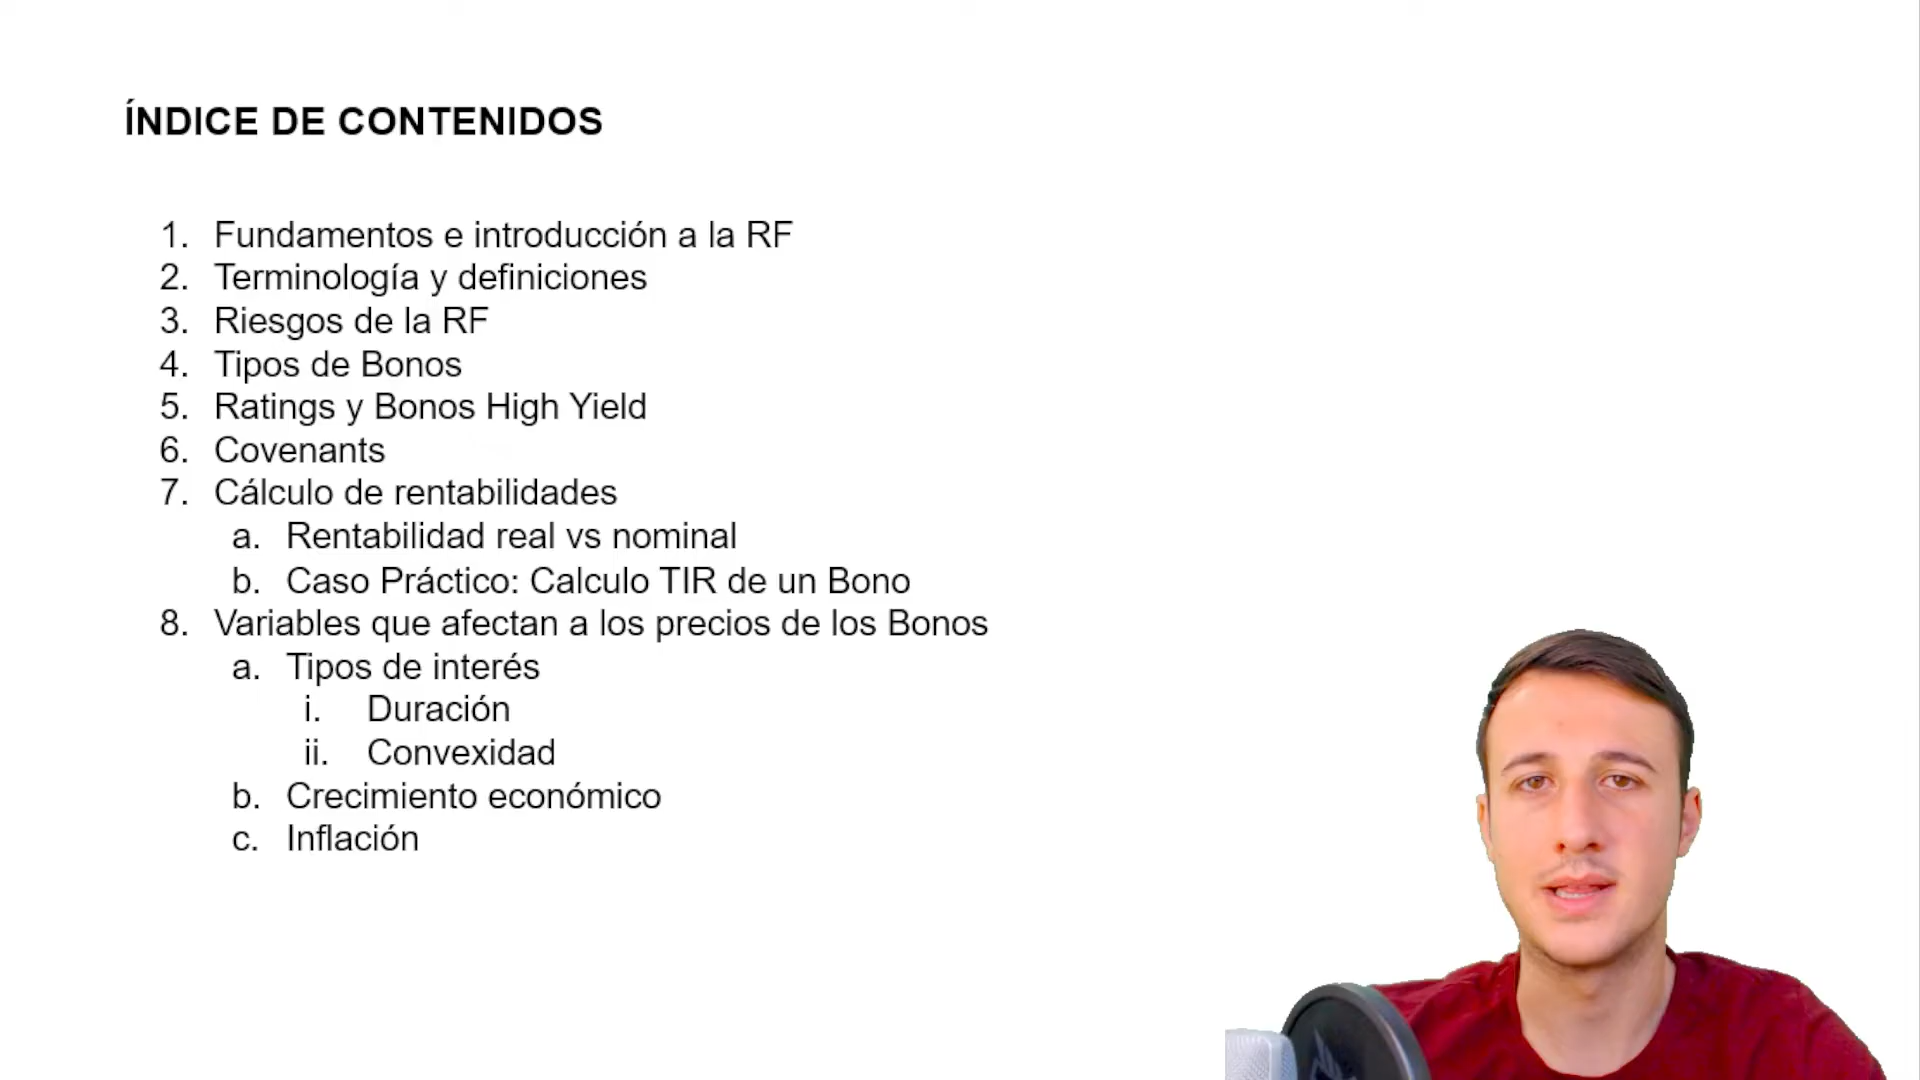 ÍNDICE DE CONTENIDOS
1. Fundamentos e introducción a la RF
2. Terminología y definiciones
3. Riesgos de la RF
4. Tipos de Bonos
5. Ratings y Bonos High Yield
6. Covenants
7. Cálculo de rentabilidades
a. Rentabilidad real vs nominal
b. Caso Práctico: Calculo TIR de un Bono
8. Variables que afectan a los precios de los Bonos
a. Tipos de interés
i. Duración
ii. Convexidad
b. Crecimiento económico
c. Inflación